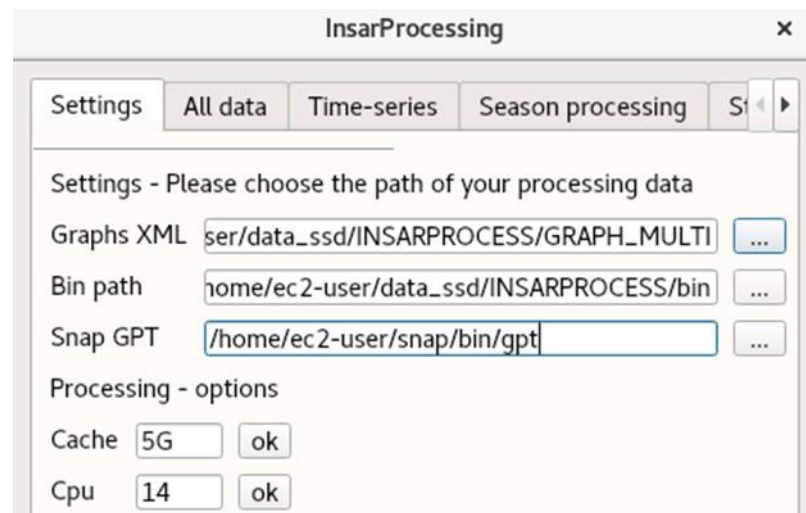 InsarProcessing ×
Settings All data Time-series Season processing
Settings - Please choose the path of your processing data
Graphs XML ser/data_ssd/INSARPROCESS/GRAPH_MULTI ...
Bin path home/ec2-user/data_ssd/INSARPROCESS/bin ...
Snap GPT /home/ec2-user/snap/bin/gpt ...
Processing - options
Cache 5G ok
Cpu 14 ok